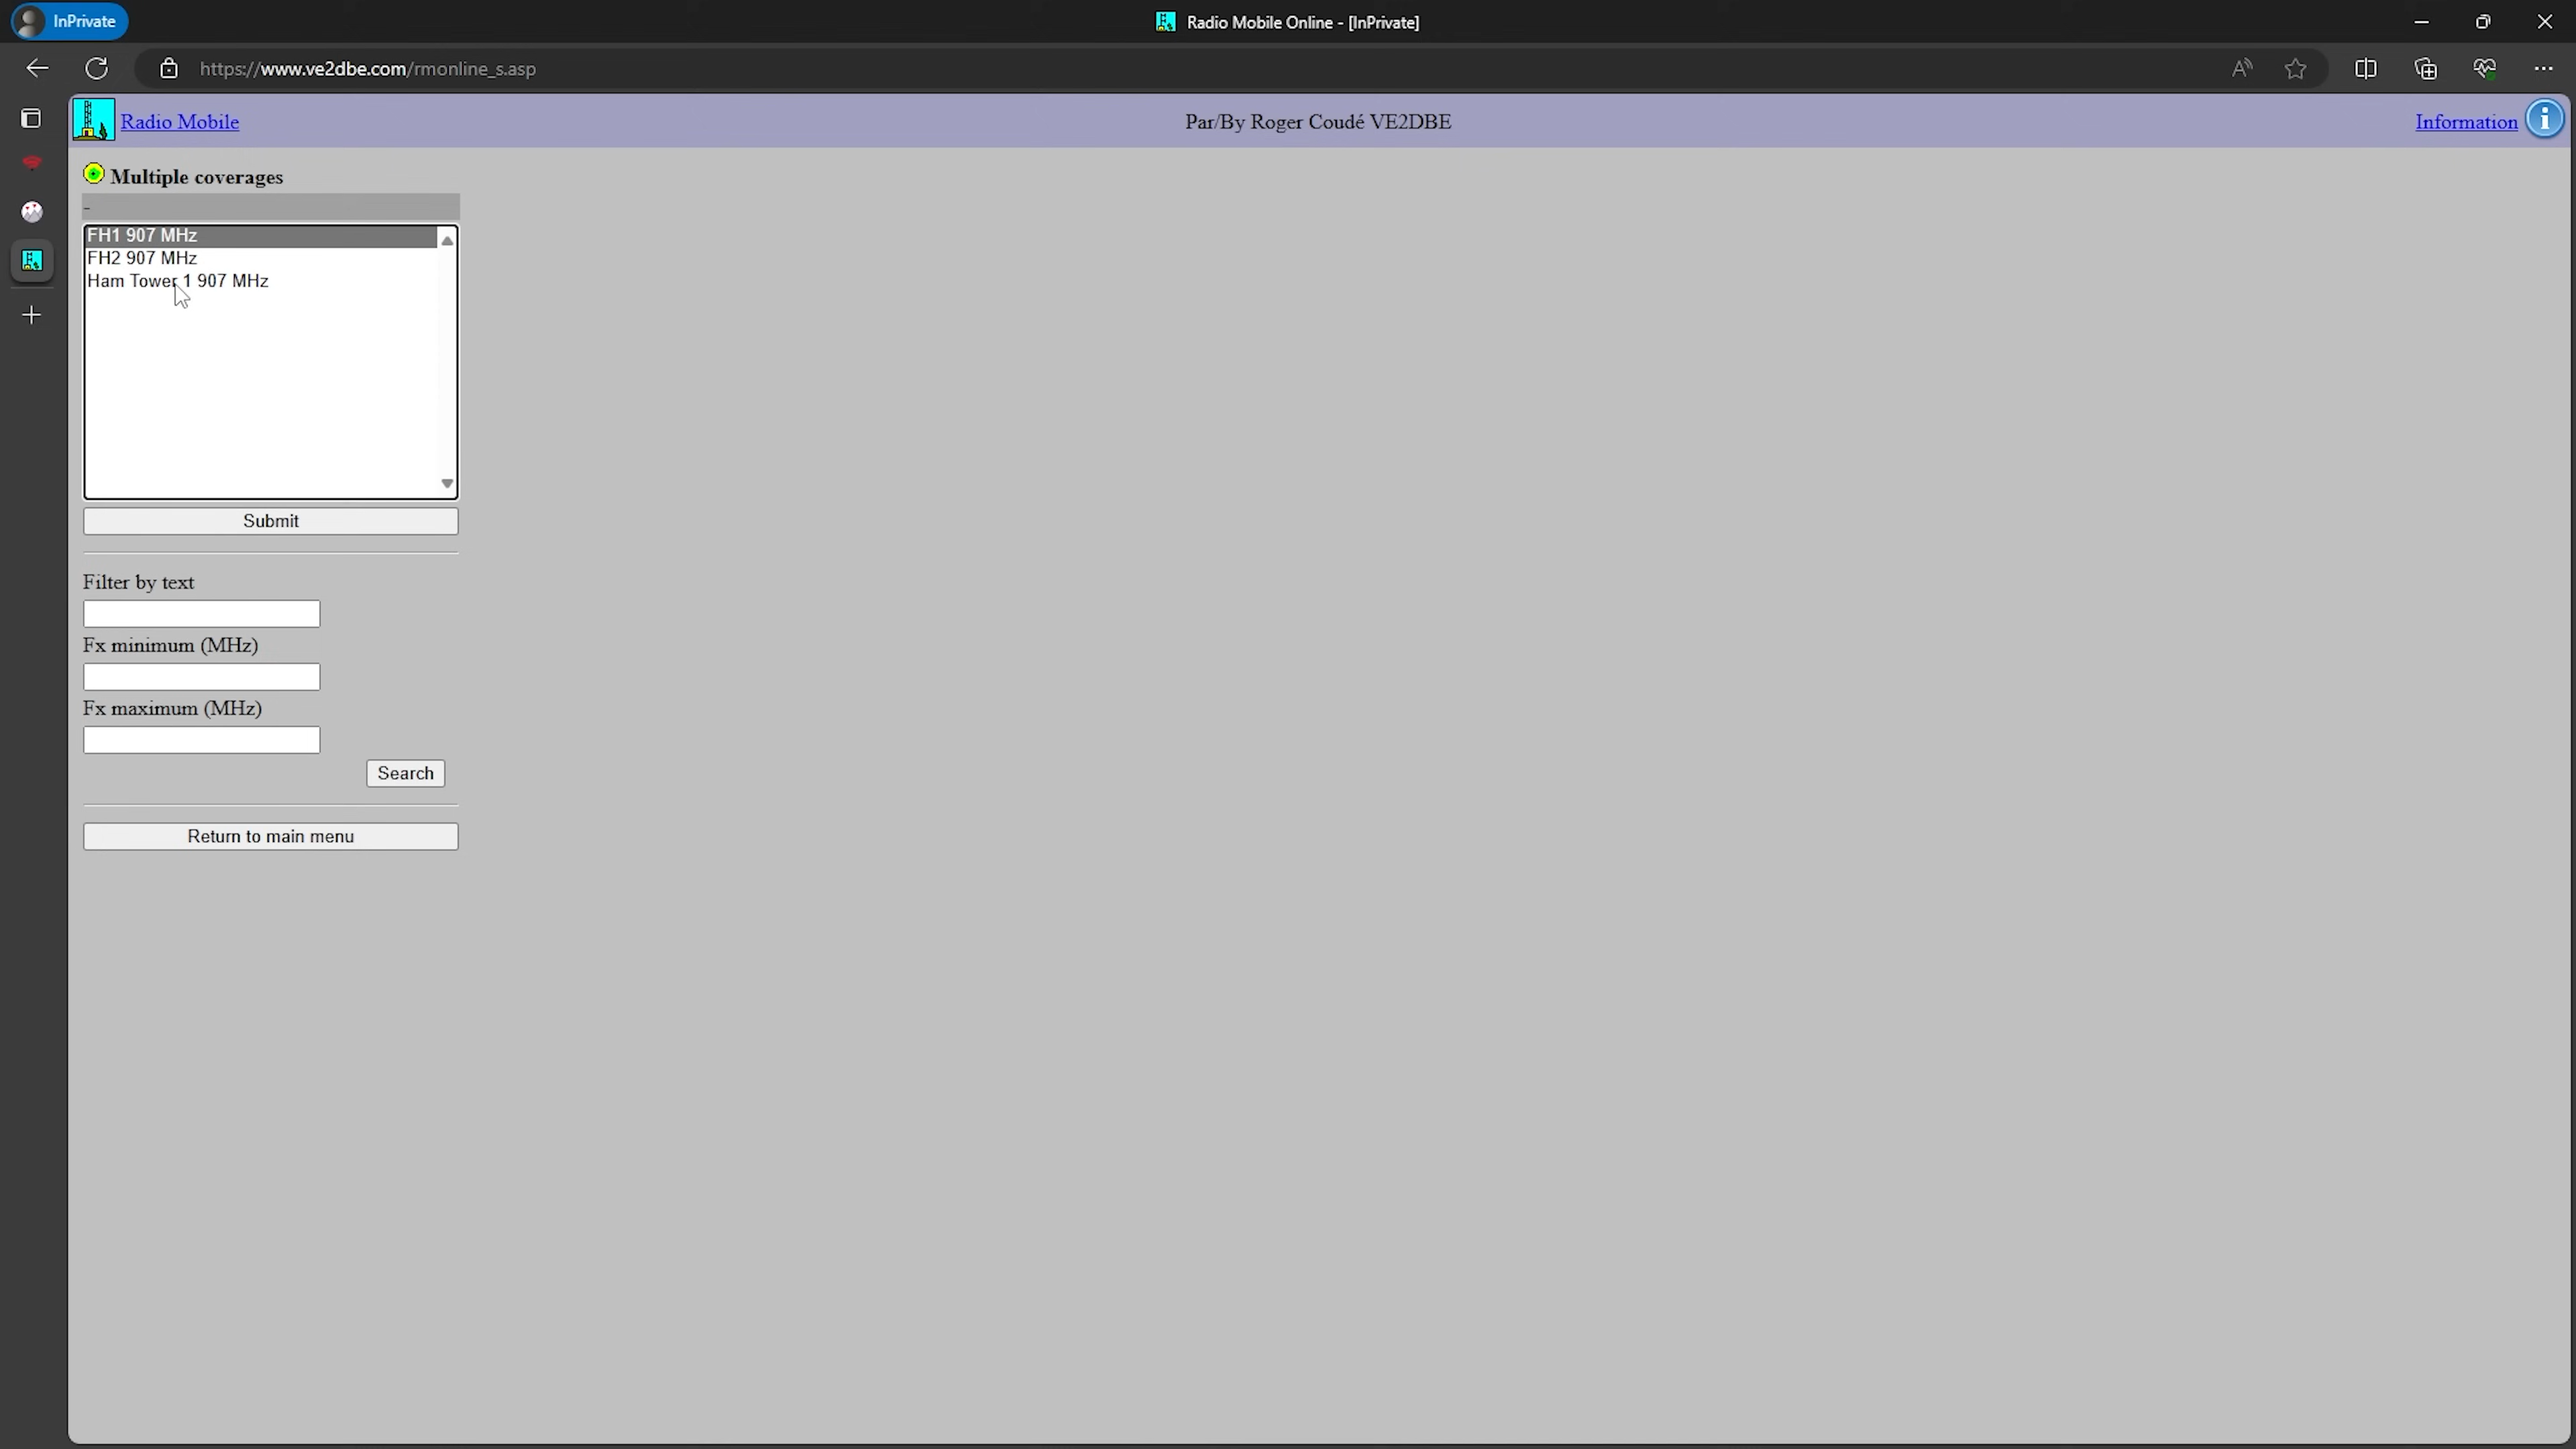 InPrivate
Radio Mobile Online - [InPrivate]
https://www.ve2dbe.com/rmonline_s.asp
Radio Mobile
Par/By Roger Coudé VE2DBE
Information
Multiple coverages
-
FH1 907 MHz
FH2 907 MHz
Ham Tower 1 907 MHz
Submit
Filter by text
Fx minimum (MHz)
Fx maximum (MHz)
Search
Return to main menu